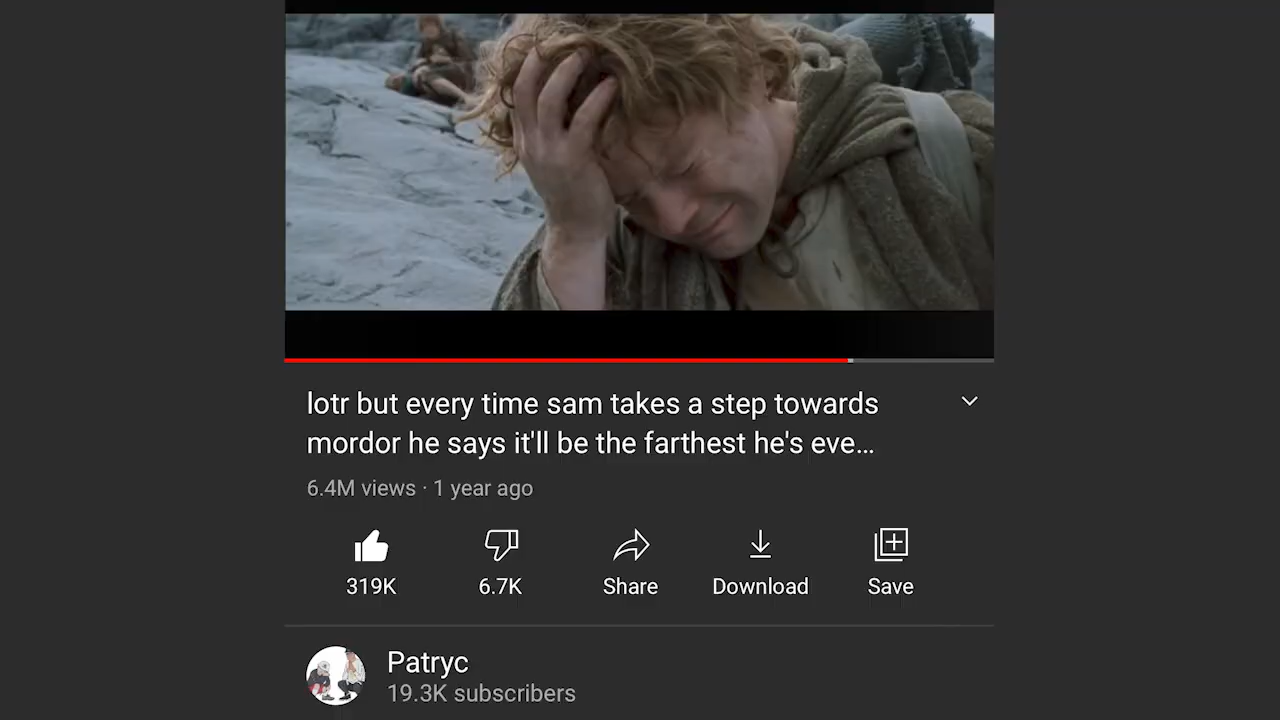 lotr but every time sam takes a step towards
mordor he says it'll be the farthest he's eve...
6.4M views · 1 year ago
319K
6.7K
Share
Download
Save
Patryc
19.3K subscribers